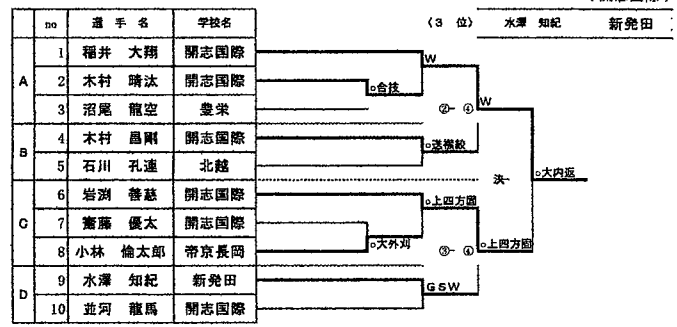 〈3 位〉 水澤 知紀 新発田
no 選 手 名 学校名
A
1 稲井 大翔 開志国際
2 木村 晴汰 開志国際
3 沼尾 龍空 豊栄
B
4 木村 昌剛 開志国際
5 石川 孔連 北越
C
6 岩渕 善慈 開志国際
7 齋藤 優太 開志国際
8 小林 倫太郎 帝京長岡
D
9 水澤 知紀 新発田
10 並河 龍馬 開志国際
W
○合技
②-④ W
○送襟絞
決 ○大内返
○上四方固
○大外刈
③-④ ○上四方固
GSW